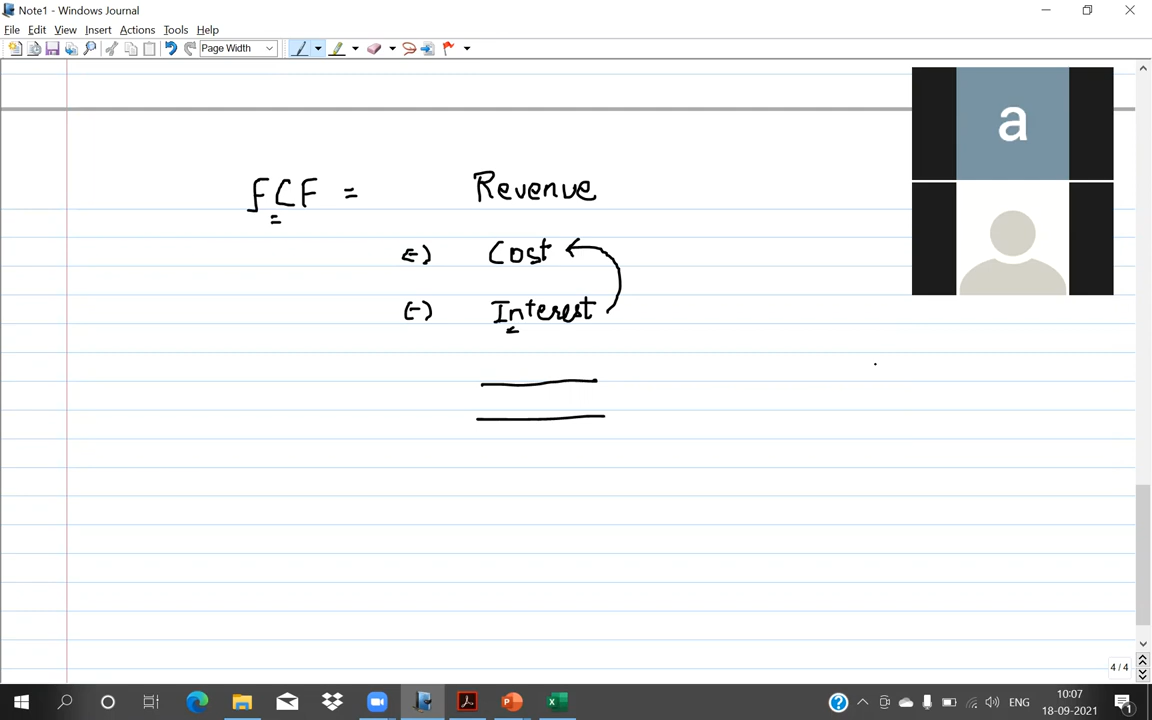 Note1 - Windows Journal
File Edit View Insert Actions Tools Help
Page Width
a
FCF = Revenue
(-) Cost
(-) Interest
4 / 4
ENG
10:07
18-09-2021
1